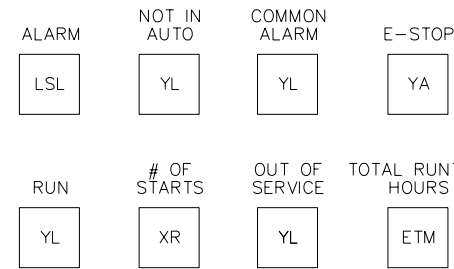 ALARM
NOT IN
AUTO
COMMON
ALARM
E-STOP
LSL
YL
YL
YA
RUN
# OF
STARTS
OUT OF
SERVICE
TOTAL
HOURS
YL
XR
YL
ETM